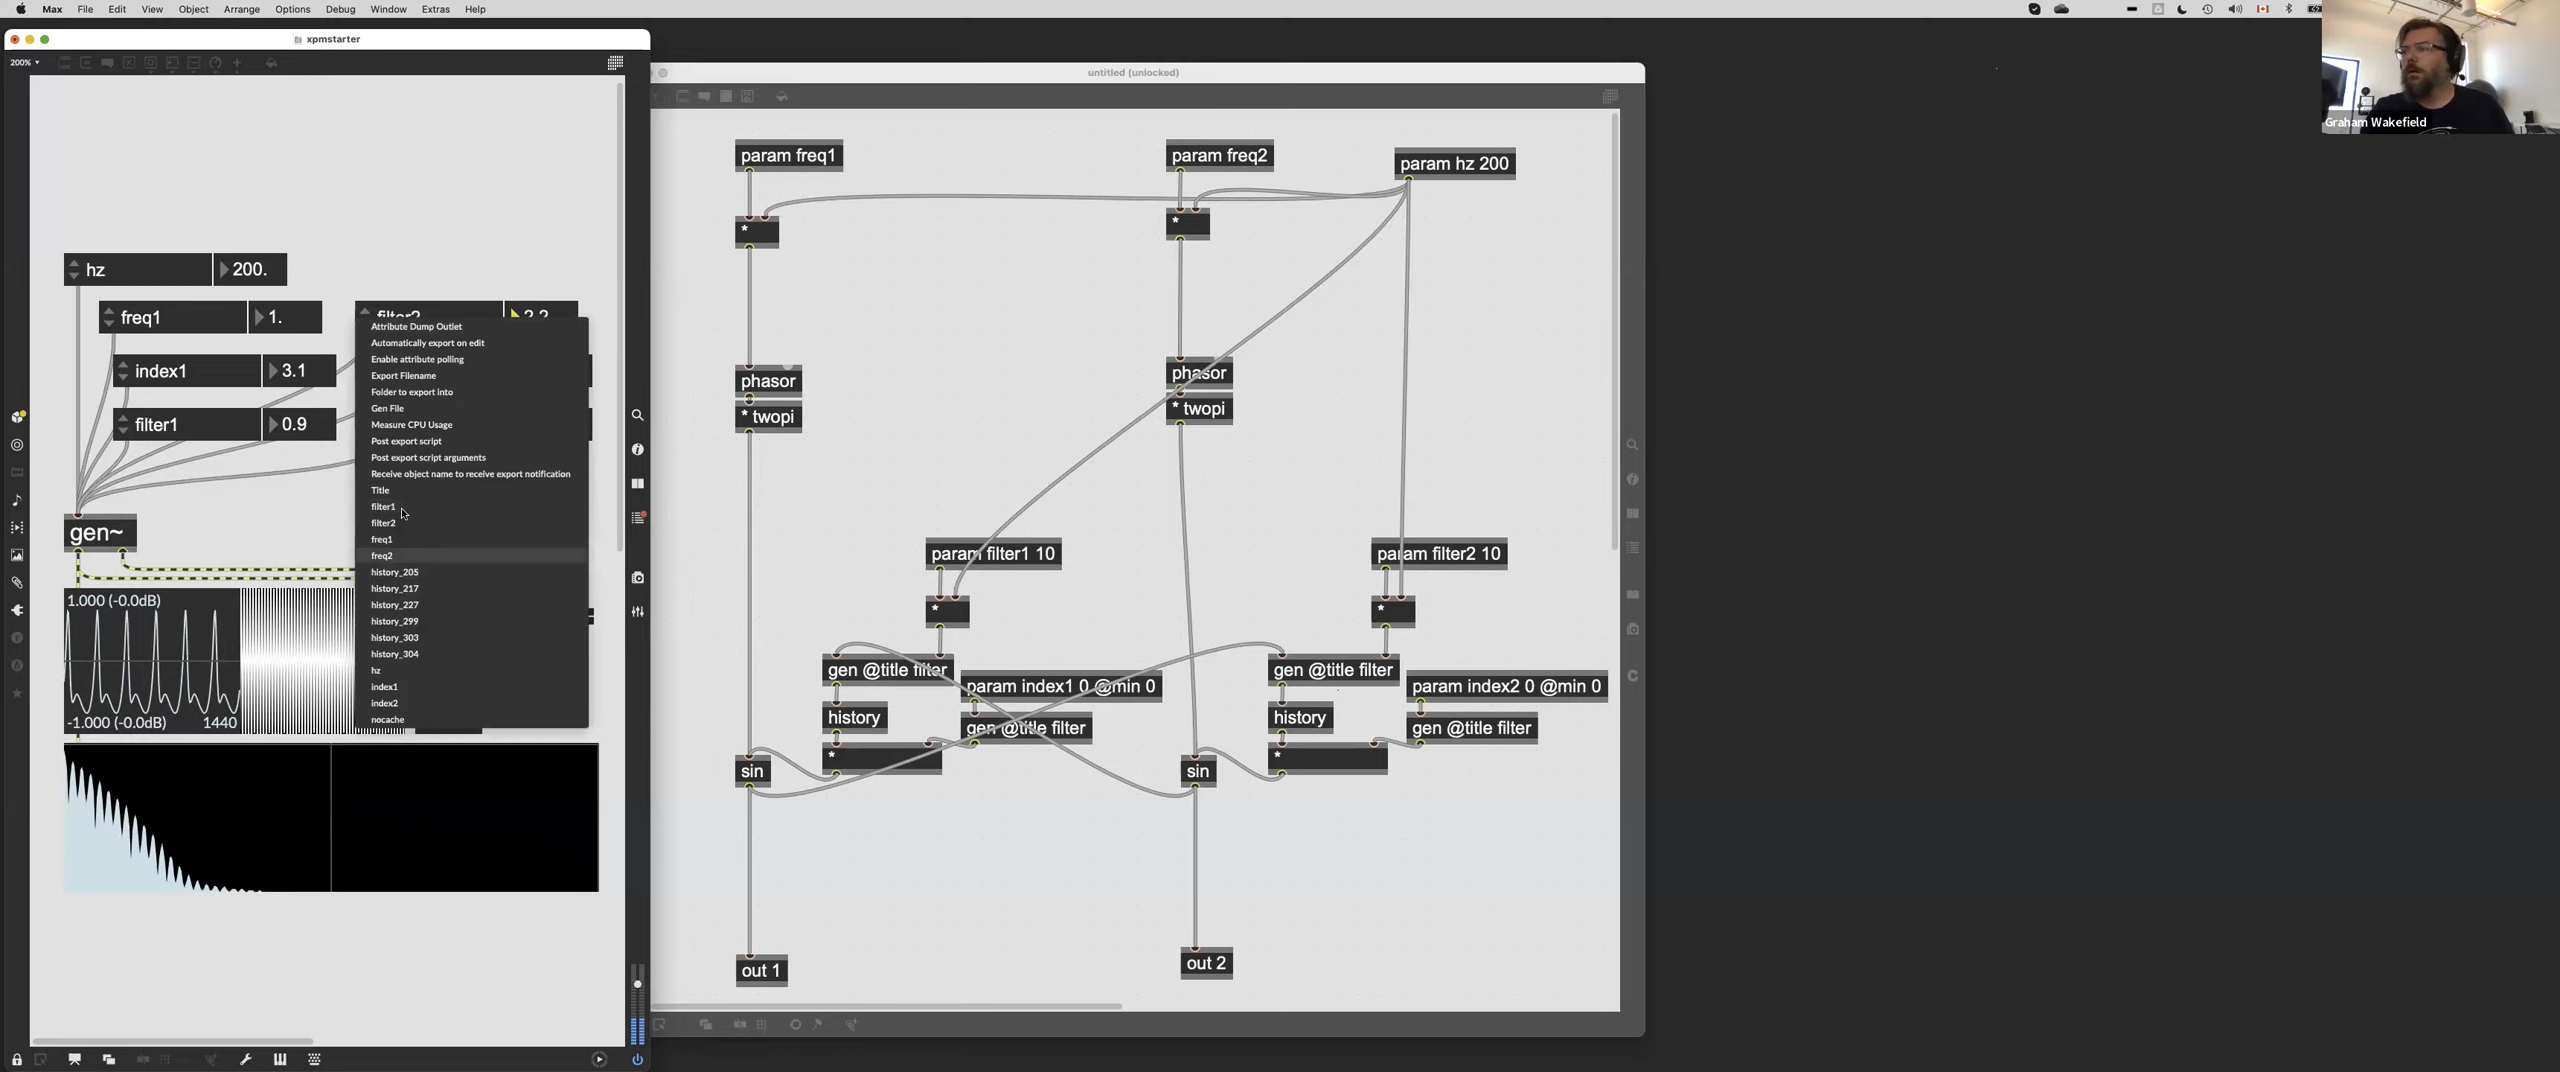 Max File Edit View Object Arrange Options Debug Window Extras Help
xpmstarter
200%
untitled (unlocked)
Graham Wakefield
param freq1
param freq2
param hz 200
*
*
hz 200.
freq1 1.
index1 3.1
filter1 0.9
Attribute Dump Outlet
Automatically export on edit
Enable attribute polling
Export Filename
Folder to export into
Gen File
Measure CPU Usage
Post export script
Post export script arguments
Receive object name to receive export notification
Title
filter1
filter2
freq1
freq2
history_205
history_217
history_227
history_299
history_303
history_304
hz
index1
index2
nocache
gen~
1.000 (-0.0dB)
-1.000 (-0.0dB) 1440
phasor
* twopi
phasor
* twopi
param filter1 10
param filter2 10
*
*
gen @title filter
param index1 0 @min 0
gen @title filter
param index2 0 @min 0
history
gen @title filter
history
gen @title filter
*
*
sin
sin
out 1
out 2